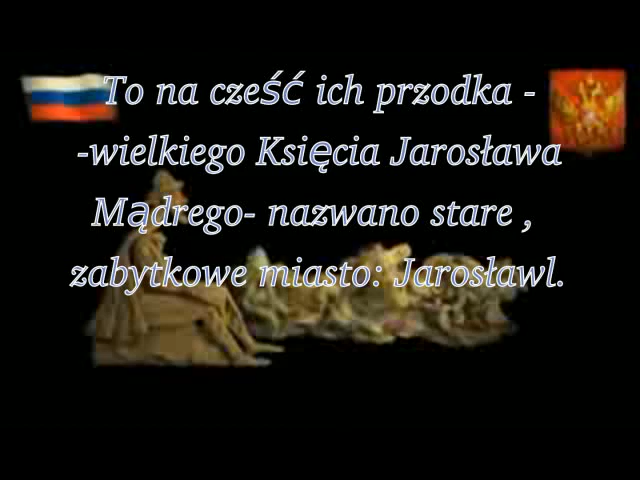 To na cześć ich przodka -
-wielkiego Księcia Jarosława
Mądrego- nazwano stare ,
zabytkowe miasto: Jarosławl.